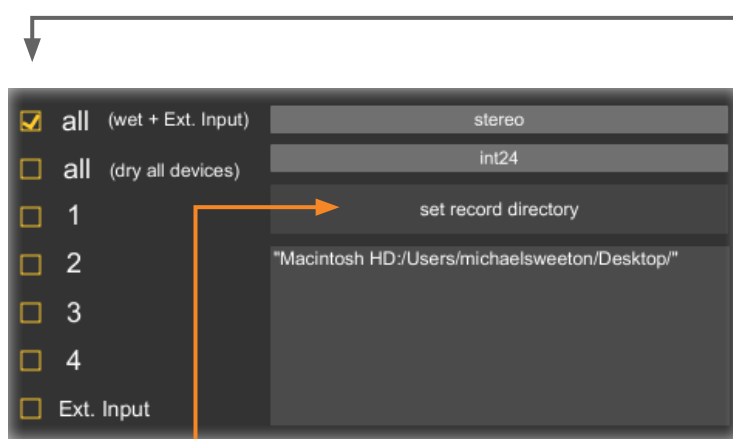 all (wet + Ext. Input)
stereo
all (dry all devices)
int24
1
set record directory
2
"Macintosh HD:/Users/michaelsweeton/Desktop/"
3
4
Ext. Input